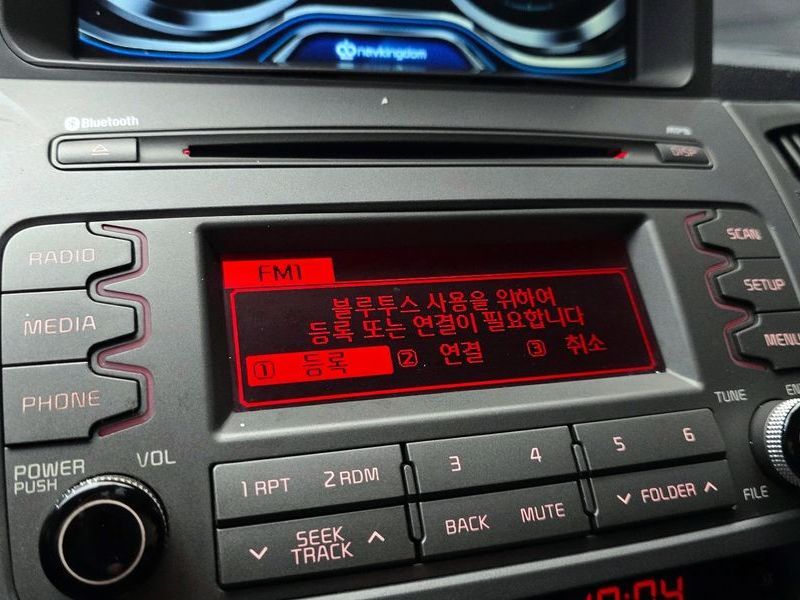 nevkingdom
Bluetooth
MP3
DISP
RADIO
SCAN
FM1
SETUP
블루투스 사용을 위하여
등록 또는 연결이 필요합니다
MEDIA
1 등록 2 연결 3 취소
MENU
PHONE
TUNE
POWER
PUSH
VOL
1 RPT 2 RDM 3 4 5 6
FILE
SEEK
TRACK
BACK MUTE
FOLDER